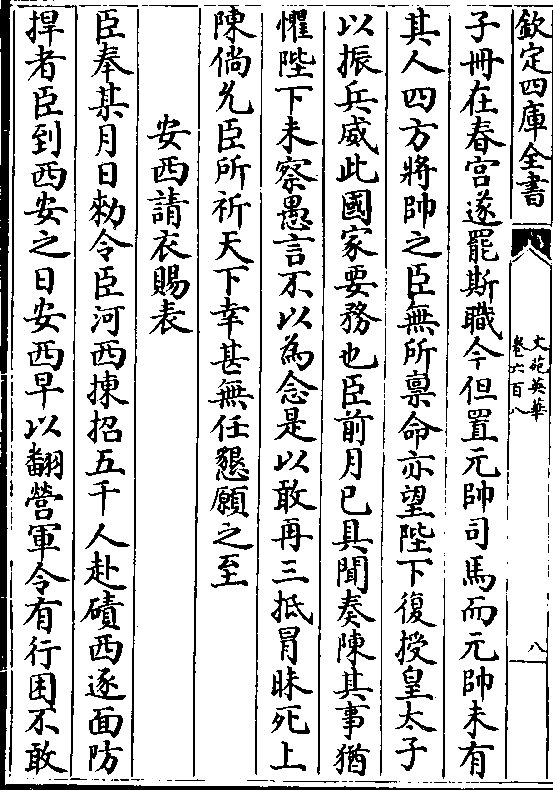 欽定四庫全書
文苑英華
卷六百八
八
子冊在春宮遂罷斯職今但置元帥司馬而元帥未有
其人四方將帥之臣無所稟命亦望陛下復授皇太子
以振兵威此國家要務也臣前月已具聞奏陳其事猶
懼陛下未察愚言不以為念是以敢再三抵冒昧死上
陳倘允臣所祈天下幸甚無任懇願之至
安西請衣賜表
臣奉某月日勑令臣河西揀招五千人赴磧西逐面防
捍者臣到西安之日安西早以翻營軍令有行困不敢